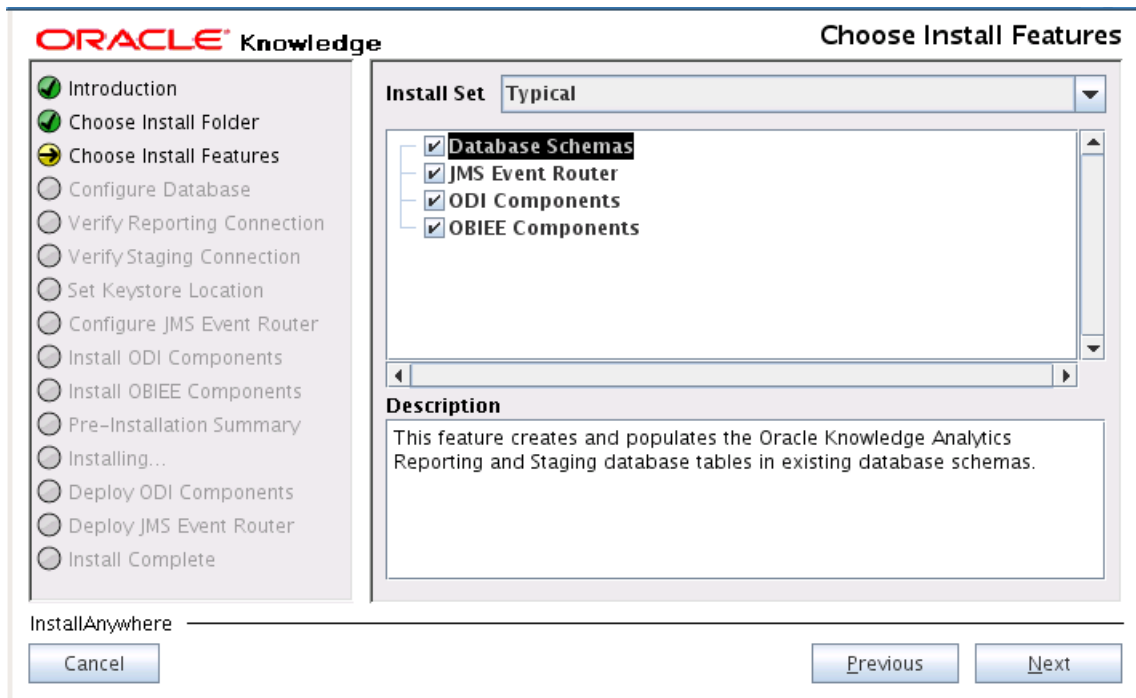 ORACLE Knowledge
Choose Install Features
Introduction
Choose Install Folder
Choose Install Features
Configure Database
Verify Reporting Connection
Verify Staging Connection
Set Keystore Location
Configure JMS Event Router
Install ODI Components
Install OBIEE Components
Pre-Installation Summary
Installing...
Deploy ODI Components
Deploy JMS Event Router
Install Complete
Install Set Typical
Database Schemas
JMS Event Router
ODI Components
OBIEE Components
Description
This feature creates and populates the Oracle Knowledge Analytics
Reporting and Staging database tables in existing database schemas.
InstallAnywhere
Cancel
Previous
Next